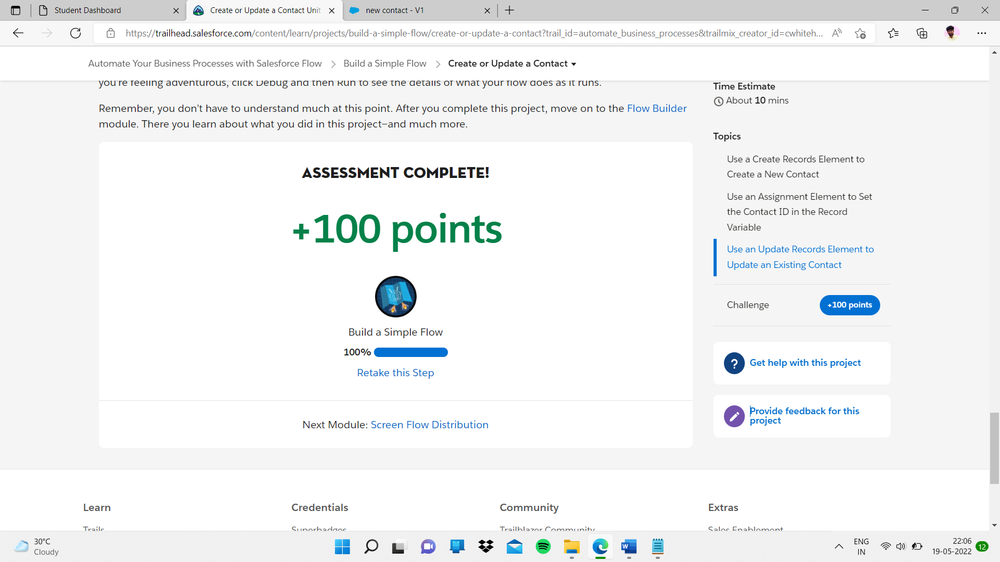 Student Dashboard
Create or Update a Contact Unit
new contact - V1
https://trailhead.salesforce.com/content/learn/projects/build-a-simple-flow/create-or-update-a-contact?trail_id=automate_business_processes&trailmix_creator_id=cwhiteh...
Automate Your Business Processes with Salesforce Flow
Build a Simple Flow
Create or Update a Contact
you're feeling adventurous, click Debug and then Run to see the details of what your flow does as it runs.
Remember, you don’t have to understand much at this point. After you complete this project, move on to the Flow Builder
module. There you learn about what you did in this project—and much more.
ASSESSMENT COMPLETE!
+100 points
Build a Simple Flow
100%
Retake this Step
Next Module: Screen Flow Distribution
Time Estimate
About 10 mins
Topics
Use a Create Records Element to
Create a New Contact
Use an Assignment Element to Set
the Contact ID in the Record
Variable
Use an Update Records Element to
Update an Existing Contact
Challenge
+100 points
?
Get help with this project
Provide feedback for this
project
Learn
Credentials
Community
Extras
Trails
Superbadges
Trailblazer Community
Sales Enablement
30°C
Cloudy
W
ENG
IN
22:06
19-05-2022
12